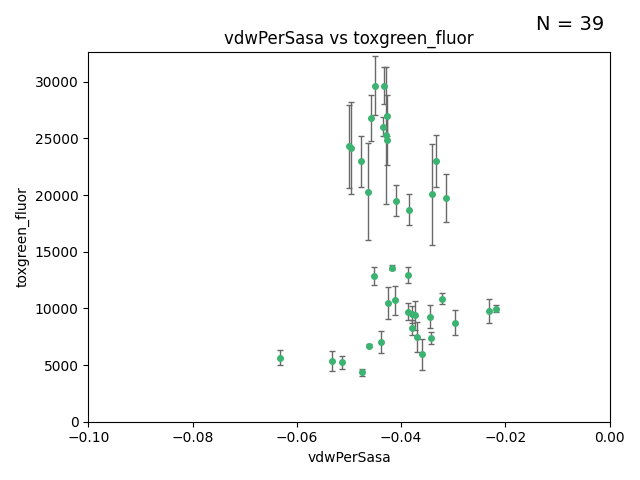 N = 39
vdwPerSasa vs toxgreen_fluor
30000
25000
20000
15000
10000
5000
0
toxgreen_fluor
−0.10 −0.08 −0.06 −0.04 −0.02 0.00
vdwPerSasa